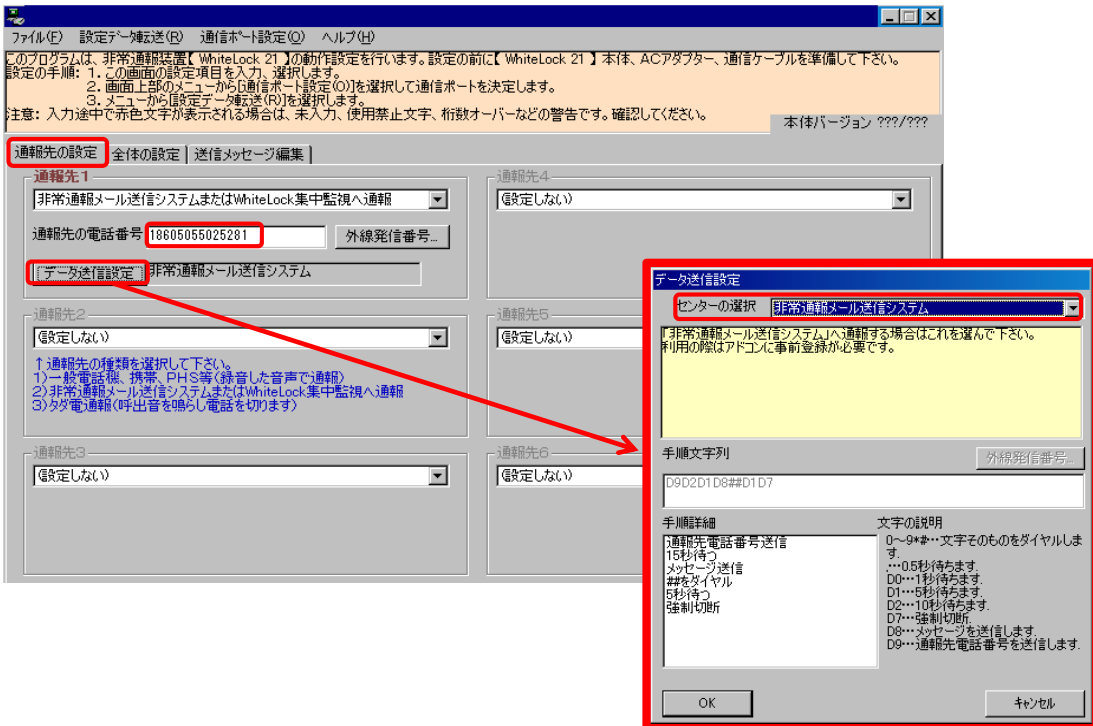 ファイル(F) 設定データ転送(R) 通信ポート設定(O) ヘルプ(H)
このプログラムは、非常通報装置【 WhiteLock 21 】の動作設定を行います。設定の前に【 WhiteLock 21 】本体、ACアダプター、通信ケーブルを準備して下さい。
設定の手順: 1. この画面の設定項目を入力、選択します。
2. 画面上部のメニューから[通信ポート設定(O)]を選択して通信ポートを決定します。
3. メニューから[設定データ転送(R)]を選択します。
注意: 入力途中で赤色文字が表示される場合は、未入力、使用禁止文字、桁数オーバーなどの警告です。確認してください。
本体バージョン ???/???
通報先の設定 全体の設定 送信メッセージ編集
通報先1
非常通報メール送信システムまたはWhiteLock集中監視へ通報
通報先の電話番号 18605055025281 外線発信番号...
データ送信設定 非常通報メール送信システム
通報先4
(設定しない)
通報先2
(設定しない)
↑通報先の種類を選択して下さい。
1)一般電話機、携帯、PHS等(録音した音声で通報)
2)非常通報メール送信システムまたはWhiteLock集中監視へ通報
3)タダ電通報(呼出音を鳴らし電話を切ります)
通報先5
(設定しない)
通報先3
(設定しない)
通報先6
(設定しない)
データ送信設定
センターの選択 非常通報メール送信システム
「非常通報メール送信システム」へ通報する場合はこれを選んで下さい。
利用の際はアドコンに事前登録が必要です。
手順文字列 外線発信番号...
D9D2D1D8##D1D7
手順詳細
通報先電話番号送信
15秒待つ
メッセージ送信
##をダイヤル
5秒待つ
強制切断
文字の説明
0～9*#…文字そのものをダイヤルしま
す.
,…0.5秒待ちます.
D0…1秒待ちます.
D1…5秒待ちます.
D2…10秒待ちます.
D7…強制切断.
D8…メッセージを送信します.
D9…通報先電話番号を送信します.
OK キャンセル